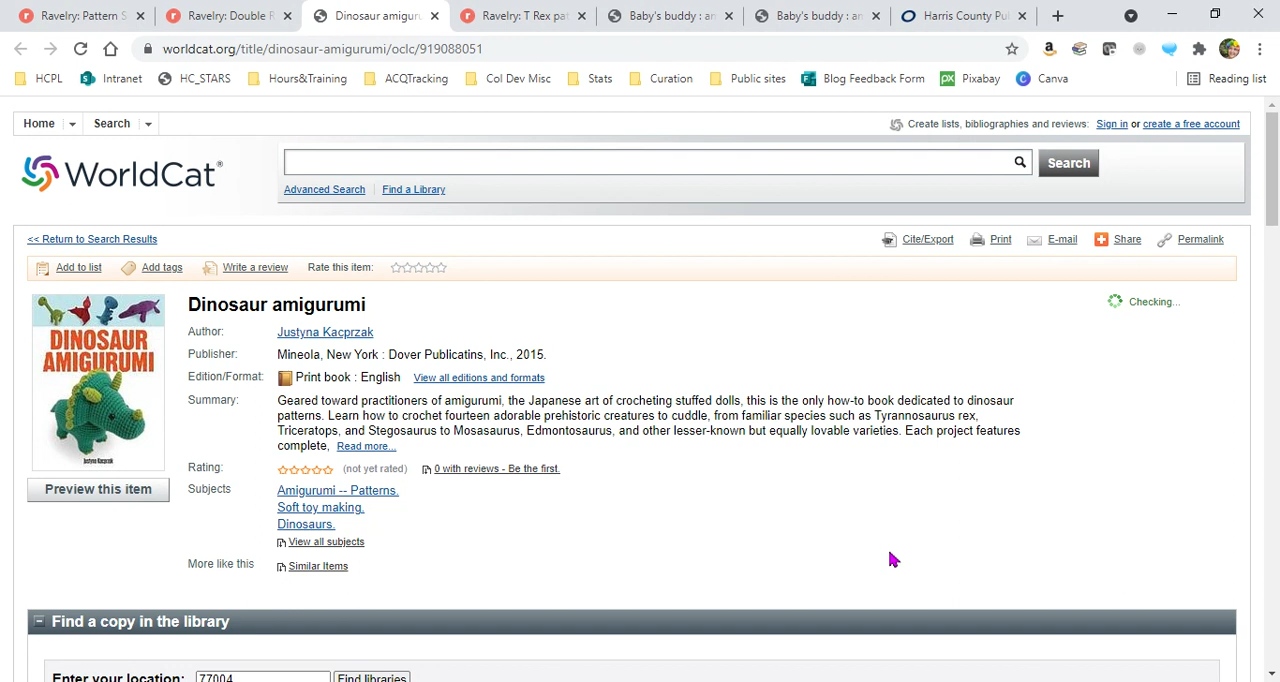 Ravelry: Pattern S
Ravelry: Double R
Dinosaur amiguru
Ravelry: T Rex pat
Baby's buddy : an
Baby's buddy : an
Harris County Pu
worldcat.org/title/dinosaur-amigurumi/oclc/919088051
HCPL Intranet HC_STARS Hours&Training ACQTracking Col Dev Misc Stats Curation Public sites Blog Feedback Form Pixabay Canva Reading list
Home Search Create lists, bibliographies and reviews: Sign in or create a free account
WorldCat®
Search
Advanced Search Find a Library
<< Return to Search Results Cite/Export Print E-mail Share Permalink
Add to list Add tags Write a review Rate this item:
DINOSAUR
AMIGURUMI
Justyna Kacprzak
Preview this item
Dinosaur amigurumi
Checking...
Author: Justyna Kacprzak
Publisher: Mineola, New York : Dover Publicatins Inc., 2015.
Edition/Format: Print book : English View all editions and formats
Summary: Geared toward practitioners of amigurumi, the Japanese art of crocheting stuffed dolls, this is the only how-to book dedicated to dinosaur
patterns. Learn how to crochet fourteen adorable prehistoric creatures to cuddle, from familiar species such as Tyrannosaurus rex,
Triceratops, and Stegosaurus to Mosasaurus, Edmontosaurus, and other lesser-known but equally lovable varieties. Each project features
complete, Read more...
Rating: (not yet rated) 0 with reviews - Be the first.
Subjects Amigurumi -- Patterns.
Soft toy making.
Dinosaurs.
View all subjects
More like this Similar Items
Find a copy in the library
Enter your location: 77004 Find libraries